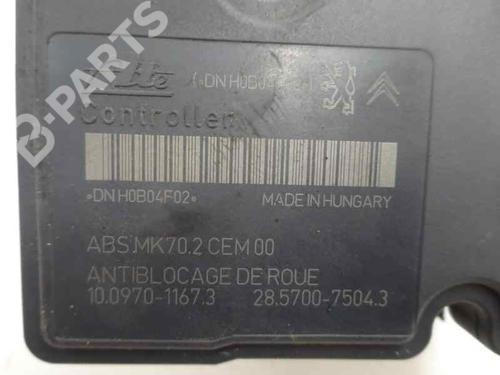 B-PARTS
Controller
*DN H0B04F02*
MADE IN HUNGARY
ABS.MK70.2 CEM 00
ANTIBLOCAGE DE ROUE
10.0970-1167.3 28.5700-7504.3